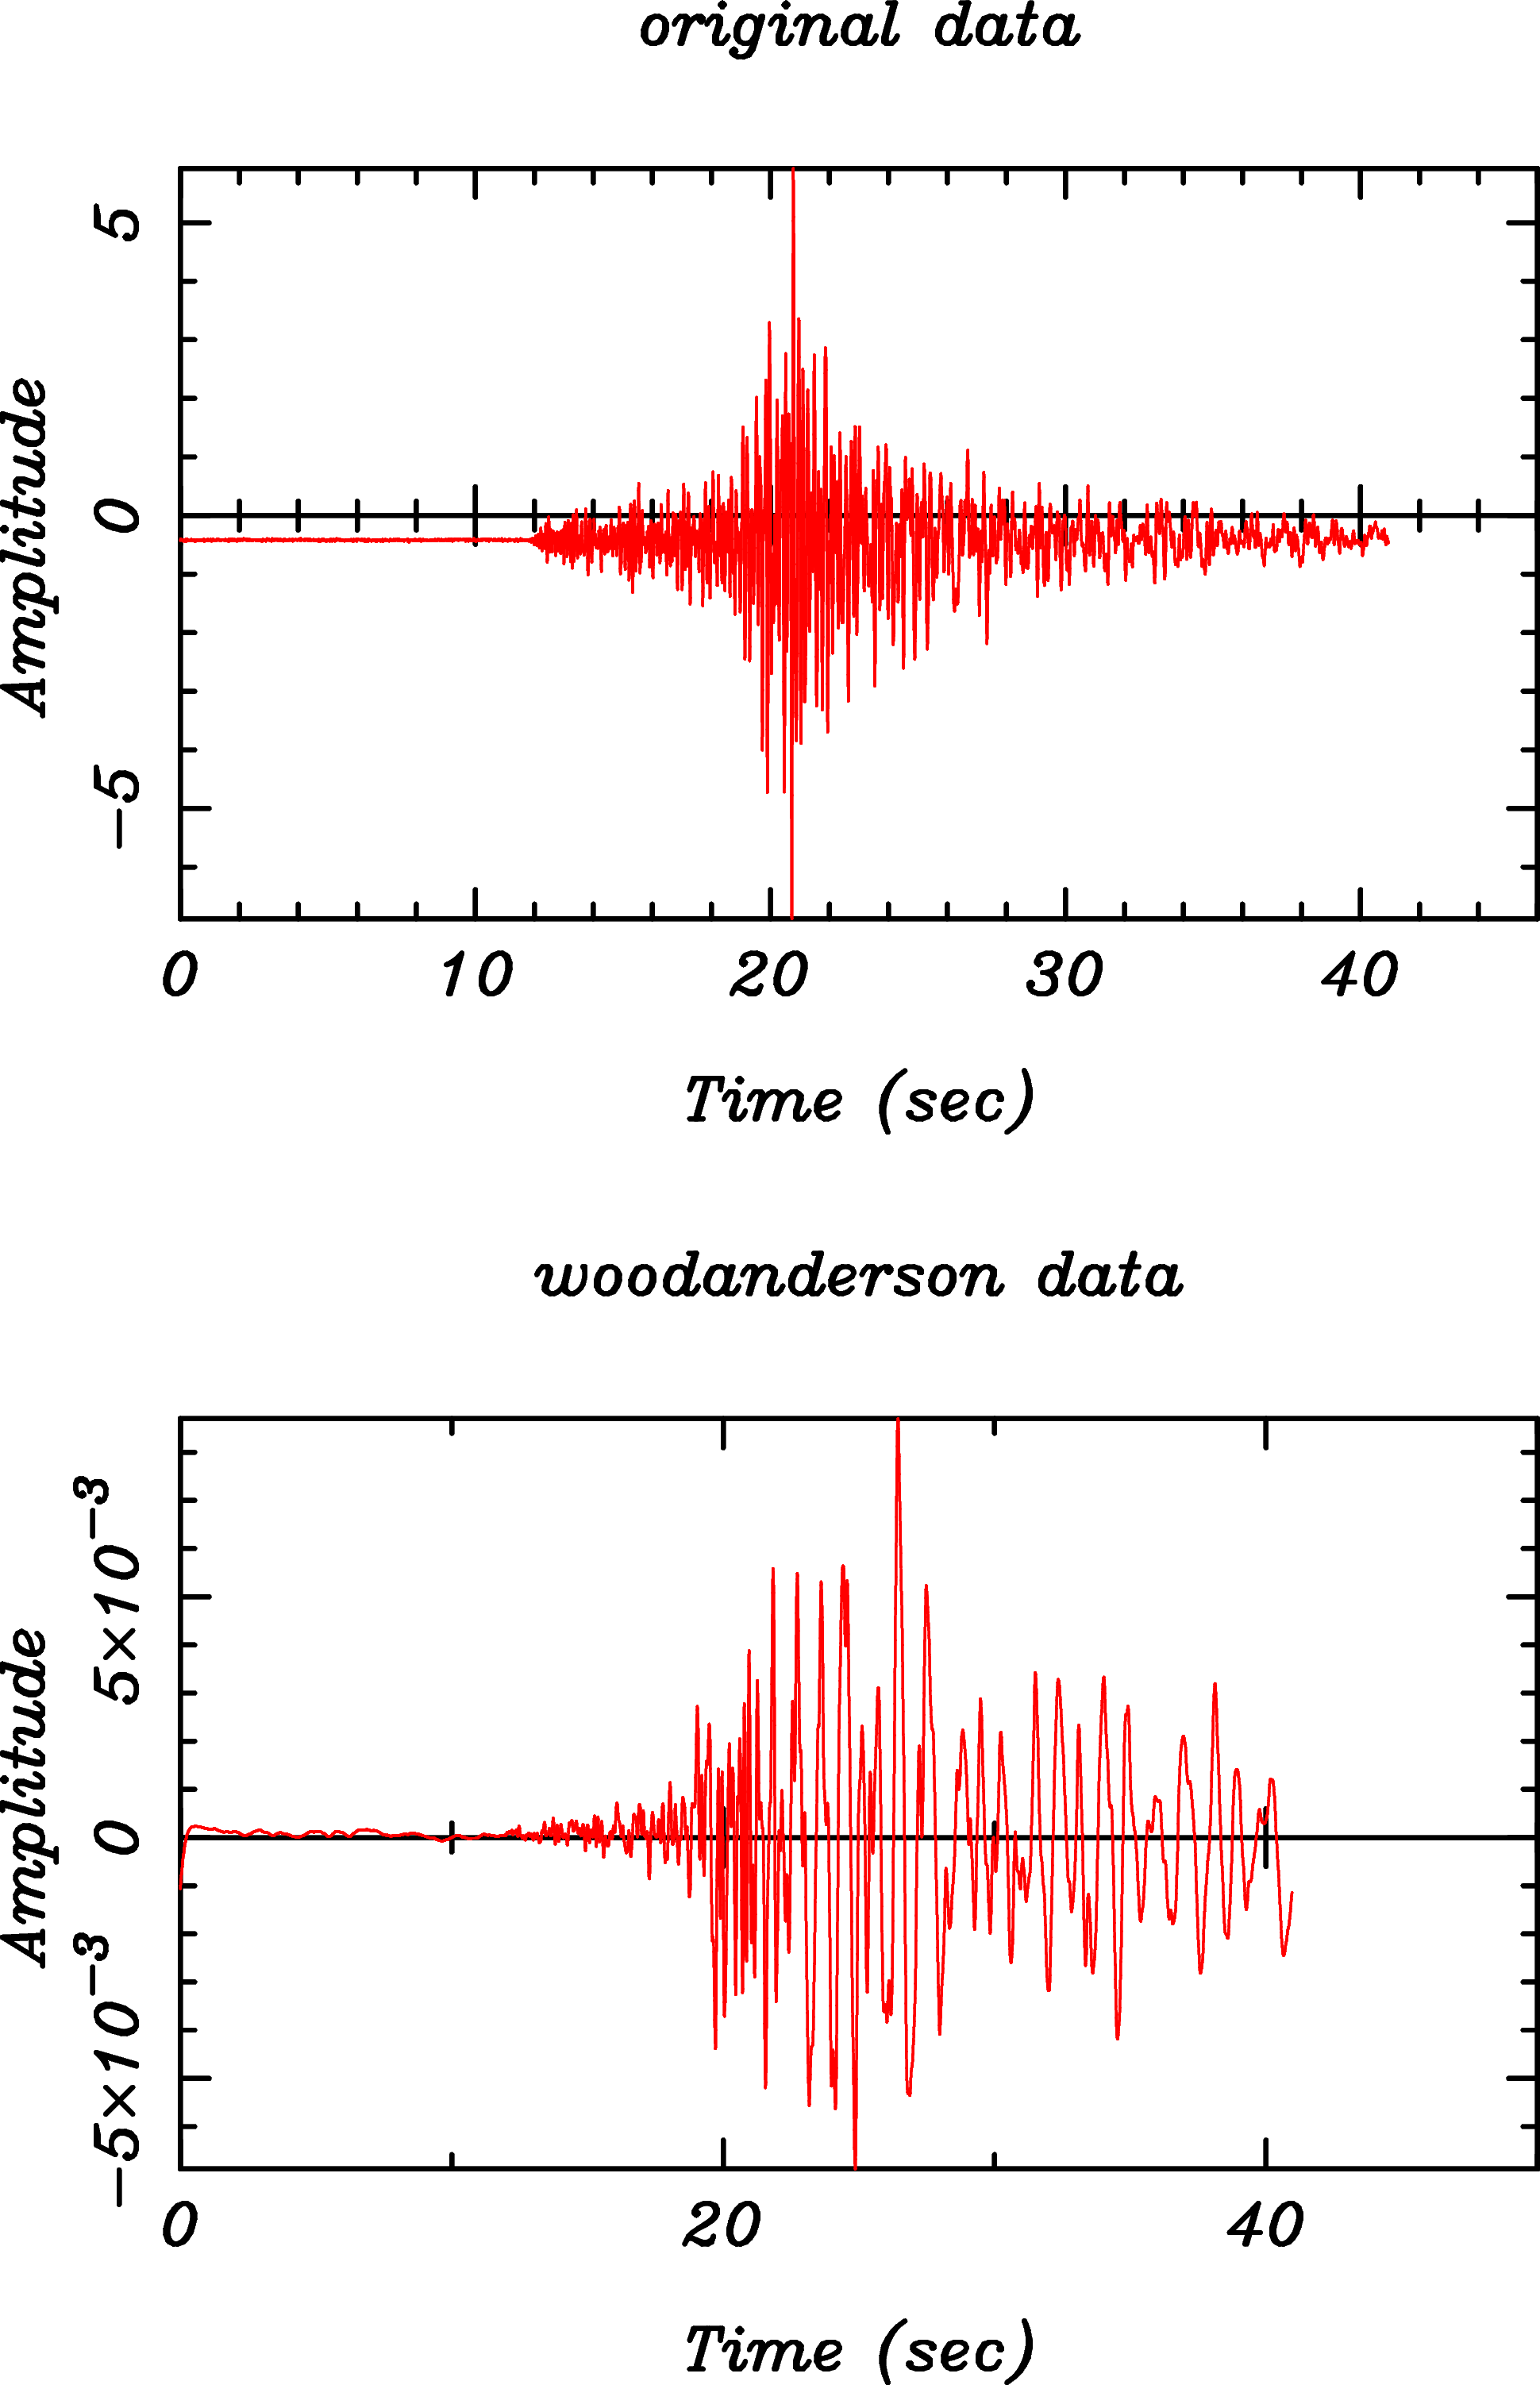 original data
Amplitude
5
0
−5
0 10 20 30 40
Time (sec)
woodanderson data
Amplitude
5×10⁻³
0
−5×10⁻³
0 20 40
Time (sec)